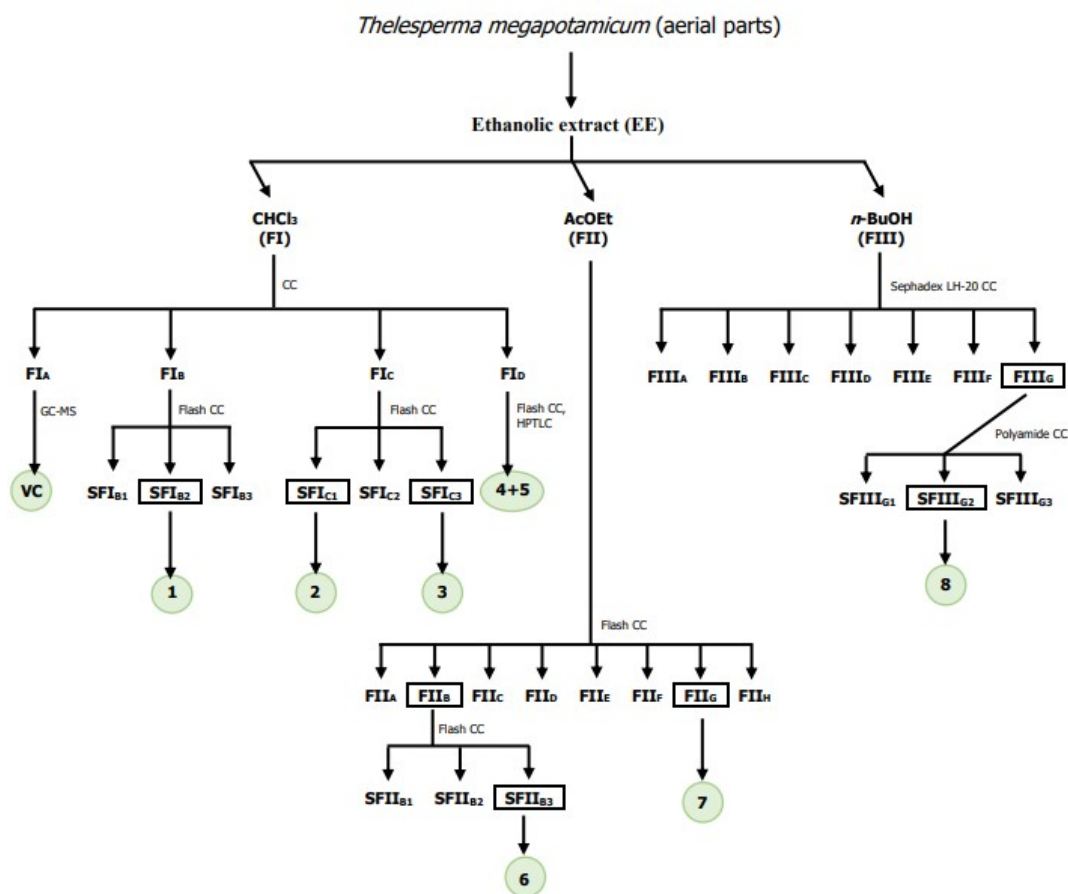 Thelesperma megapotamicum (aerial parts)
Ethanolic extract (EE)
CHCl₃ AcOEt n-BuOH
(FI) (FII) (FIII)
CC Sephadex LH-20 CC
FIA FIB FIC FID FIIIA FIIIB FIIIC FIIID FIIIE FIIIF FIIIG
GC-MS Flash CC Flash CC Flash CC,
HPTLC
Polyamide CC
VC SFIB1 SFIB2 SFIB3 SFIC1 SFIC2 SFIC3 4+5 SFIIIG1 SFIIIG2 SFIIIG3
1 2 3 8
Flash CC
FIIA FIIB FIIC FIID FIIE FIIF FIIG FIIH
Flash CC
SFIIB1 SFIIB2 SFIIB3 7
6